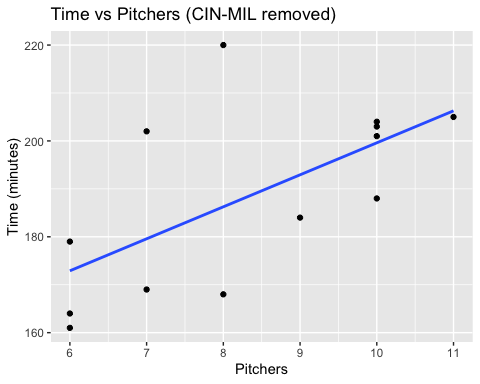 Time vs Pitchers (CIN-MIL removed)
220
200
180
160
Time (minutes)
6 7 8 9 10 11
Pitchers